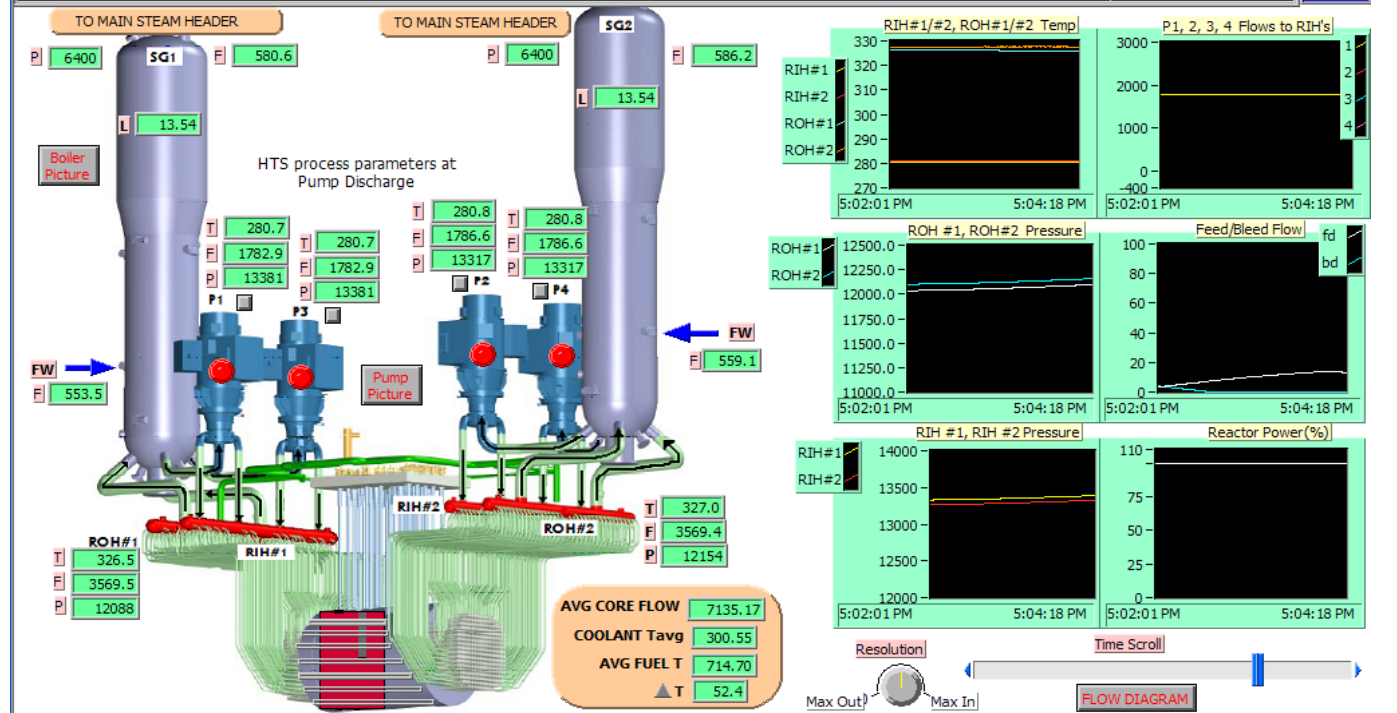 TO MAIN STEAM HEADER
TO MAIN STEAM HEADER
P 6400
SG1
F 580.6
P 6400
SG2
F 586.2
L 13.54
L 13.54
Boiler
Picture
HTS process parameters at
Pump Discharge
T 280.7
F 1782.9
P 13381
P1
T 280.7
F 1782.9
P 13381
P3
T 280.8
F 1786.6
P 13317
P2
T 280.8
F 1786.6
P 13317
P4
FW
F 553.5
FW
F 559.1
Pump
Picture
RIH#2
ROH#2
T 327.0
F 3569.4
P 12154
ROH#1
RIH#1
T 326.5
F 3569.5
P 12088
AVG CORE FLOW 7135.17
COOLANT Tavg 300.55
AVG FUEL T 714.70
T 52.4
RIH#1/#2, ROH#1/#2 Temp
RIH#1
RIH#2
ROH#1
ROH#2
330
320
310
300
290
280
270
5:02:01 PM 5:04:18 PM
P1, 2, 3, 4 Flows to RIH's
1
2
3
4
3000
2000
1000
0
-400
5:02:01 PM 5:04:18 PM
ROH #1, ROH#2 Pressure
ROH#1
ROH#2
12500.0
12250.0
12000.0
11750.0
11500.0
11250.0
11000.0
5:02:01 PM 5:04:18 PM
Feed/Bleed Flow
fd
bd
100
80
60
40
20
0
5:02:01 PM 5:04:18 PM
RIH #1, RIH #2 Pressure
RIH#1
RIH#2
14000
13500
13000
12500
12000
5:02:01 PM 5:04:18 PM
Reactor Power(%)
110
75
50
25
0
5:02:01 PM 5:04:18 PM
Resolution
Max Out
Max In
Time Scroll
FLOW DIAGRAM